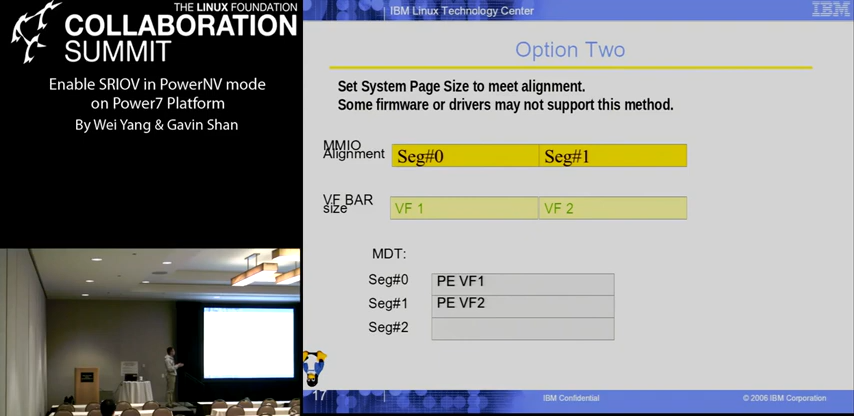 THE LINUX FOUNDATION
COLLABORATION
SUMMIT
Enable SRIOV in PowerNV mode
on Power7 Platform
By Wei Yang & Gavin Shan
IBM Linux Technology Center
IBM
Option Two
Set System Page Size to meet alignment.
Some firmware or drivers may not support this method.
MMIO
Alignment
Seg#0
Seg#1
VF BAR
size
VF 1
VF 2
MDT:
Seg#0
PE VF1
Seg#1
PE VF2
Seg#2
17
IBM Confidential
© 2006 IBM Corporation